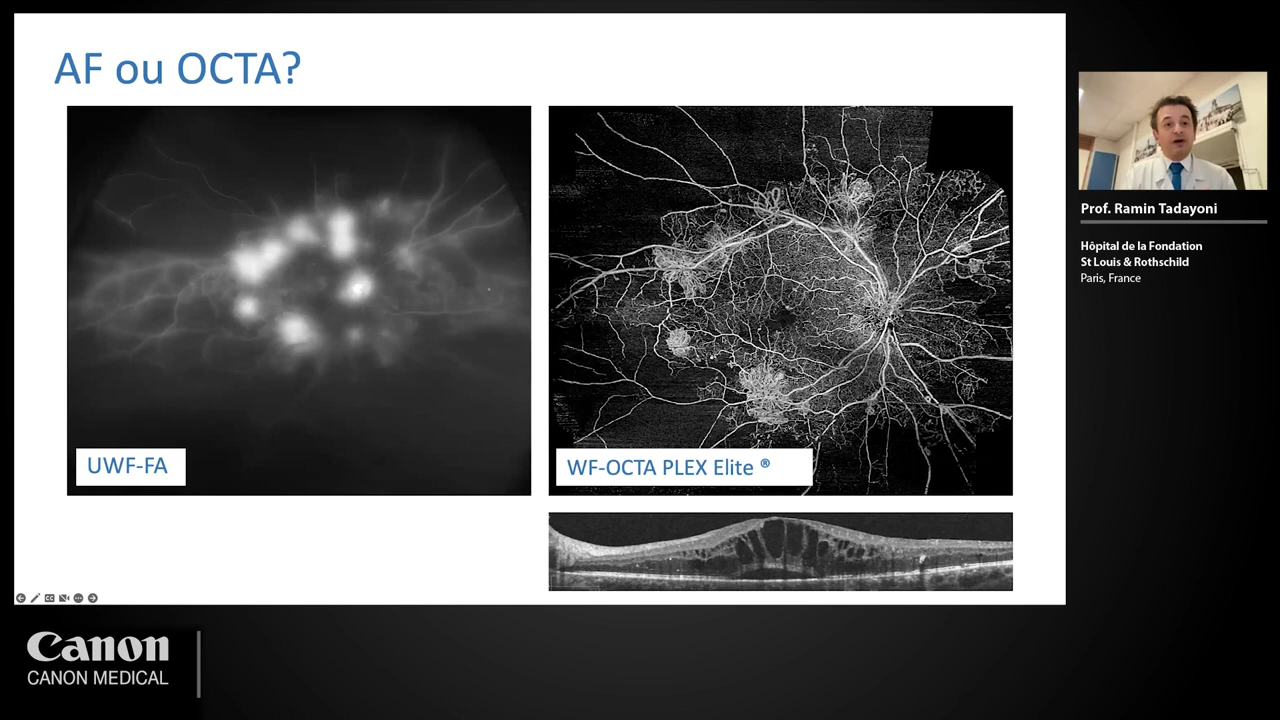 AF ou OCTA?
UWF-FA
WF-OCTA PLEX Elite ®
Prof. Ramin Tadayoni
Hôpital de la Fondation
St Louis & Rothschild
Paris, France
Canon
CANON MEDICAL